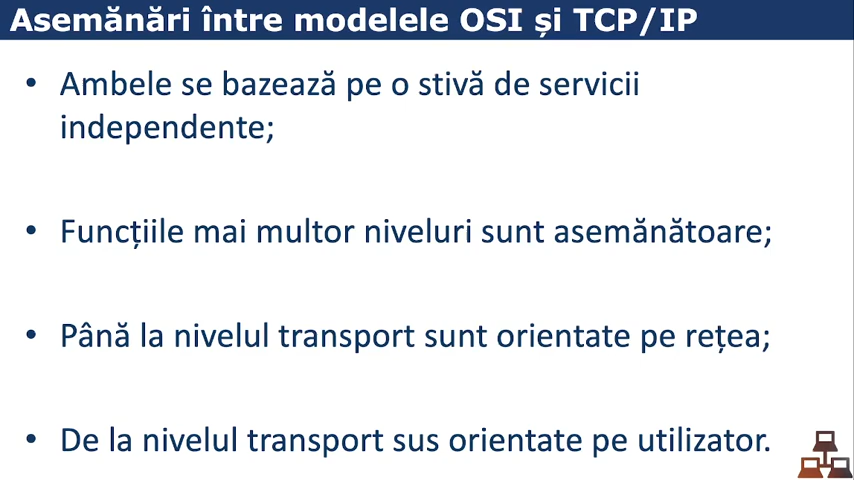 Asemănări între modelele OSI și TCP/IP
• Ambele se bazează pe o stivă de servicii
independente;
• Funcțiile mai multor niveluri sunt asemănătoare;
• Până la nivelul transport sunt orientate pe rețea;
• De la nivelul transport sus orientate pe utilizator.